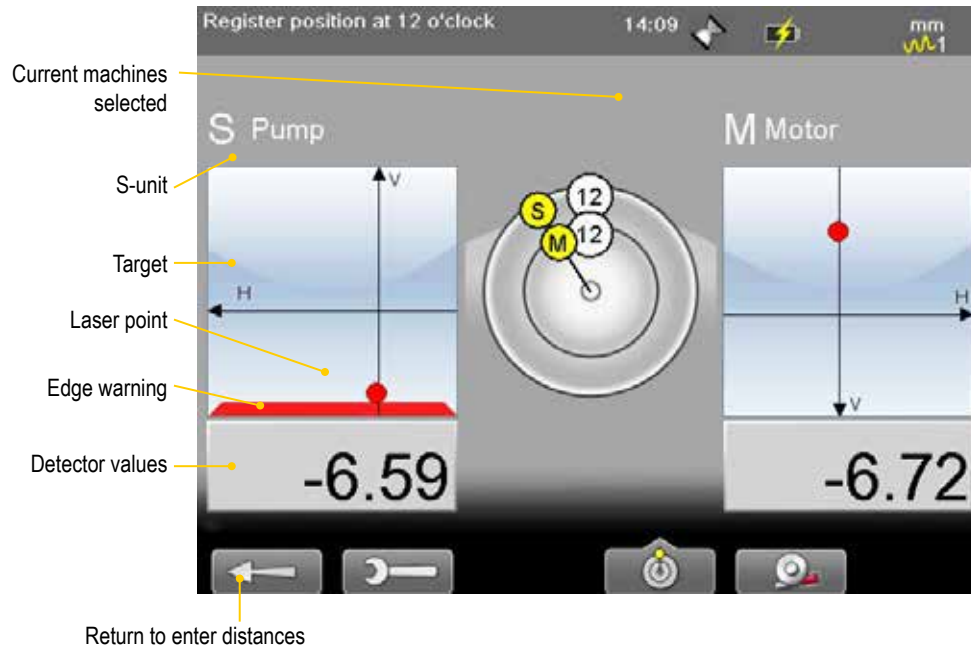 Register position at 12 o'clock
14:09
mm
1
Current machines
selected
S Pump
M Motor
S-unit
V
12
S
12
M
Target
H
H
Laser point
Edge warning
V
Detector values
-6.59
-6.72
Return to enter distances